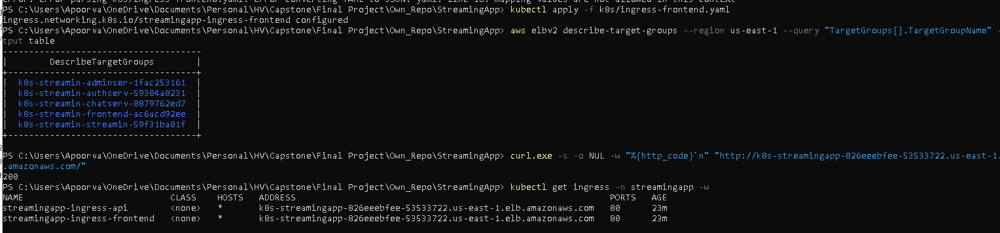 error: error parsing k8s/ingress-frontend.yaml: error converting YAML to JSON: yaml: line 18: mapping values are not allowed in this context
PS C:\Users\Apoorva\OneDrive\Documents\Personal\HV\Capstone\Final Project\Own_Repo\StreamingApp> kubectl apply -f k8s/ingress-frontend.yaml
ingress.networking.k8s.io/streamingapp-ingress-frontend configured
PS C:\Users\Apoorva\OneDrive\Documents\Personal\HV\Capstone\Final Project\Own_Repo\StreamingApp> aws elbv2 describe-target-groups --region us-east-1 --query "TargetGroups[].TargetGroupName" -
tput table
-------------------------------------
|        DescribeTargetGroups       |
+-----------------------------------+
|  k8s-streamin-adminser-1fac253161  |
|  k8s-streamin-authserv-59304a8231  |
|  k8s-streamin-chatserv-0879762ed7  |
|  k8s-streamin-frontend-ac6acd92ee  |
|  k8s-streamin-streamin-59f31ba01f  |
+-----------------------------------+
PS C:\Users\Apoorva\OneDrive\Documents\Personal\HV\Capstone\Final Project\Own_Repo\StreamingApp> curl.exe -s -o NUL -w "%{http_code}`n" "http://k8s-streamingapp-826eeebfee-53533722.us-east-1.
.amazonaws.com/"
200
PS C:\Users\Apoorva\OneDrive\Documents\Personal\HV\Capstone\Final Project\Own_Repo\StreamingApp> kubectl get ingress -n streamingapp -w
NAME                            CLASS    HOSTS   ADDRESS                                                         PORTS   AGE
streamingapp-ingress-api        <none>   *       k8s-streamingapp-826eeebfee-53533722.us-east-1.elb.amazonaws.com   80      23m
streamingapp-ingress-frontend   <none>   *       k8s-streamingapp-826eeebfee-53533722.us-east-1.elb.amazonaws.com   80      23m